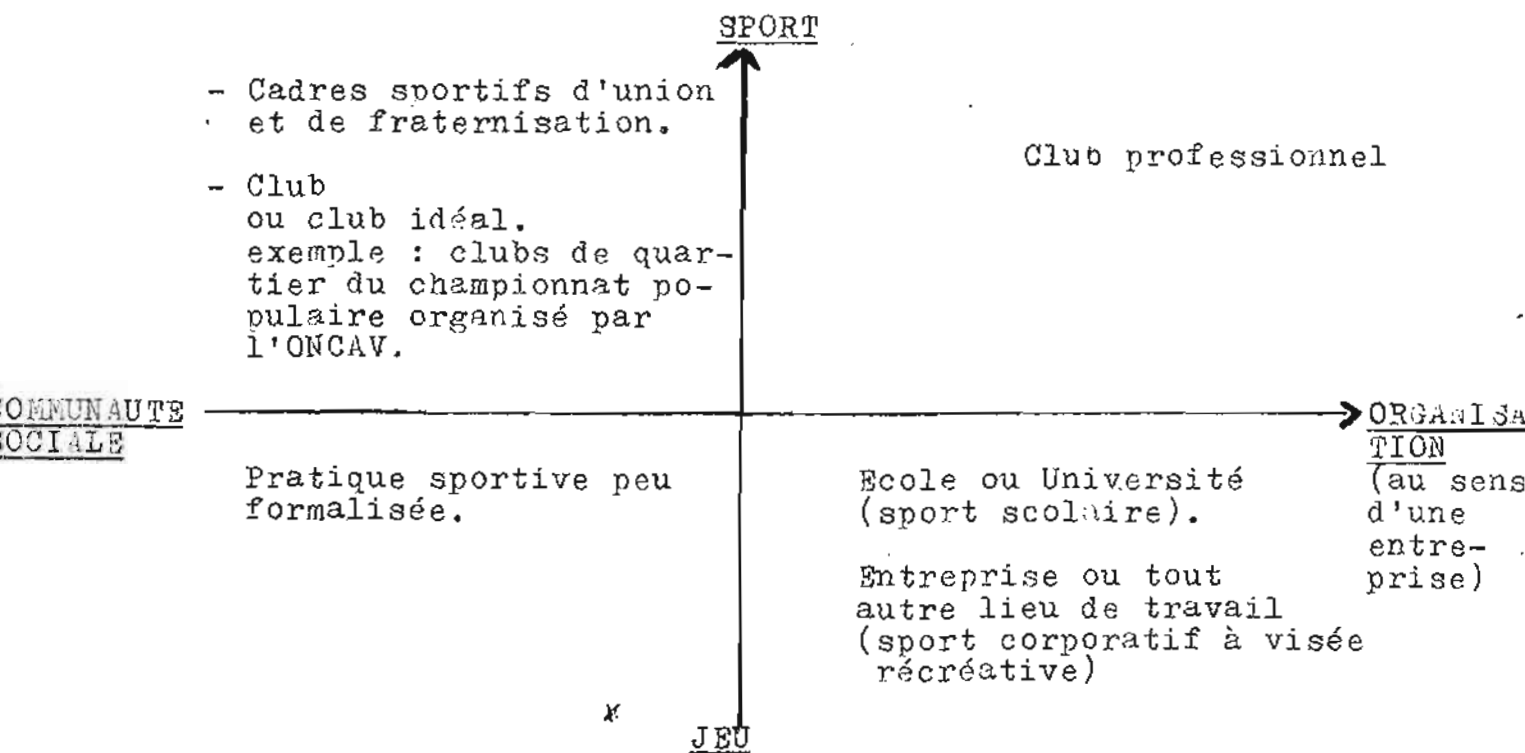 SPORT
- Cadres sportifs d'union
et de fraternisation.
Club professionnel
- Club
ou club idéal.
exemple : clubs de quar-
tier du championnat po-
pulaire organisé par
l'ONCAV.
OMMUNAUTE
SOCIALE
ORGANISA
TION
(au sens
d'une
entre-
prise)
Pratique sportive peu
formalisée.
Ecole ou Université
(sport scolaire).
Entreprise ou tout
autre lieu de travail
(sport corporatif à visée
récréative)
JEU